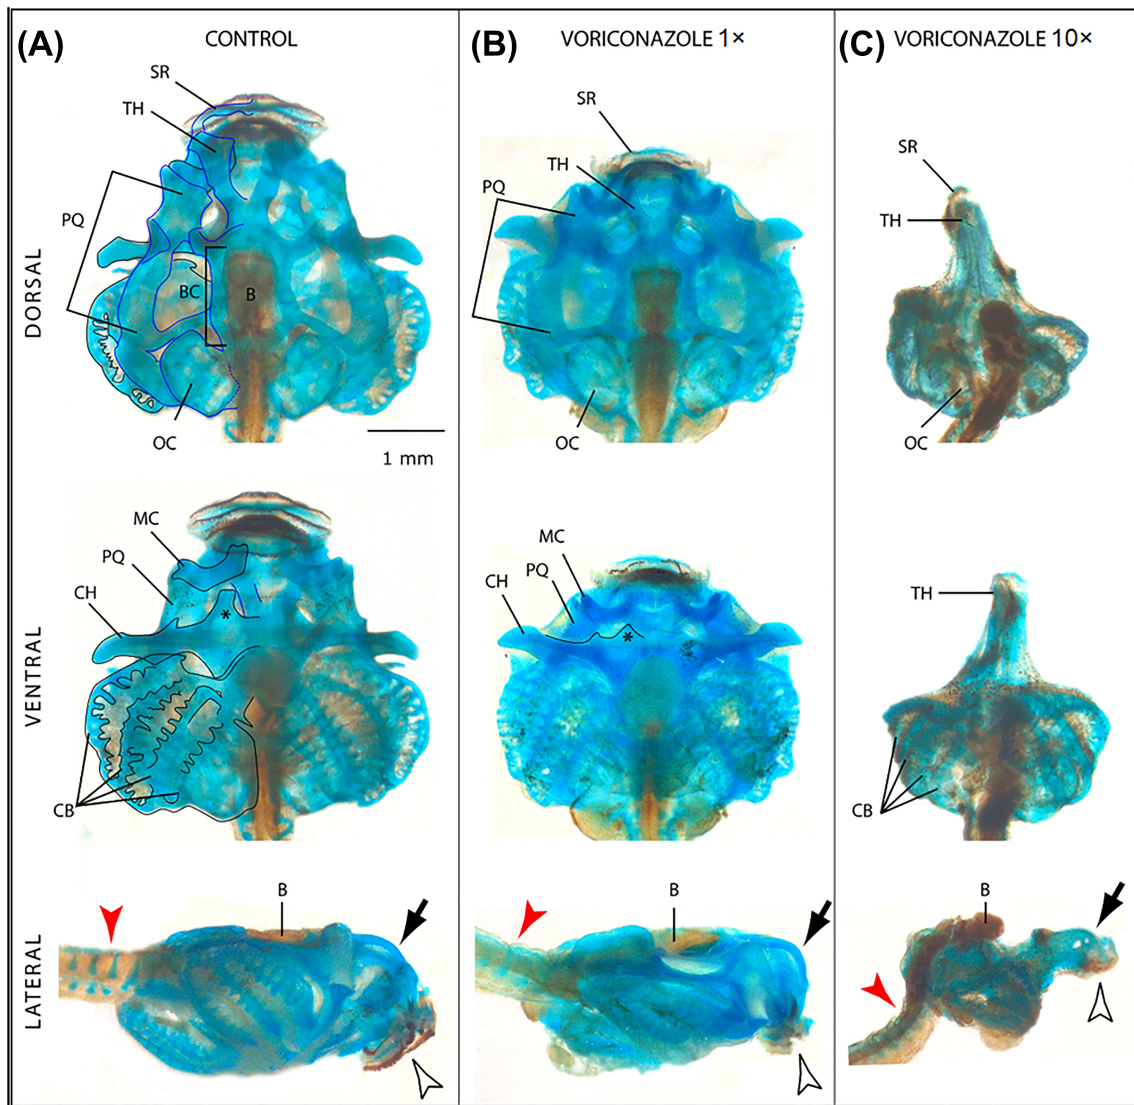 (A) CONTROL
(B) VORICONAZOLE 1×
(C) VORICONAZOLE 10×
DORSAL
SR
TH
PQ
BC
B
OC
1 mm
SR
TH
PQ
OC
SR
TH
OC
VENTRAL
MC
PQ
CH
*
CB
MC
PQ
CH
*
TH
CB
LATERAL
B
B
B